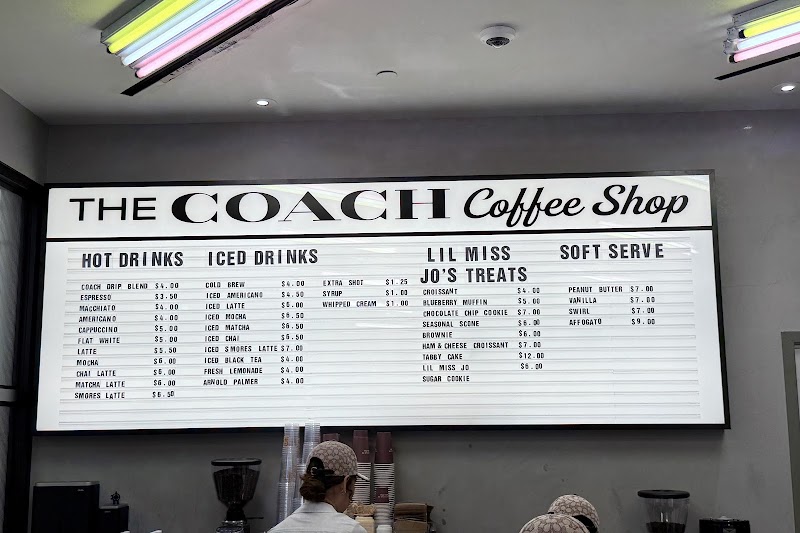 THE COACH Coffee Shop
HOT DRINKS
COACH DRIP BLEND $4.00
ESPRESSO $3.50
MACCHIATO $4.00
AMERICANO $4.00
CAPPUCCINO $5.00
FLAT WHITE $5.00
LATTE $5.50
MOCHA $6.00
CHAI LATTE $6.00
MATCHA LATTE $6.00
SMORES LATTE $6.50
ICED DRINKS
COLD BREW $4.00
ICED AMERICANO $4.50
ICED LATTE $6.00
ICED MOCHA $6.50
ICED MATCHA $6.50
ICED CHAI $6.50
ICED SMORES LATTE $7.00
ICED BLACK TEA $4.00
FRESH LEMONADE $4.00
ARNOLD PALMER $4.00
EXTRA SHOT $1.25
SYRUP $1.00
WHIPPED CREAM $1.00
LIL MISS
JO'S TREATS
CROISSANT $4.00
BLUEBERRY MUFFIN $5.00
CHOCOLATE CHIP COOKIE $7.00
SEASONAL SCONE $6.00
BROWNIE $6.00
HAM & CHEESE CROISSANT $7.00
TABBY CAKE $12.00
LIL MISS JO $6.00
SUGAR COOKIE
SOFT SERVE
PEANUT BUTTER $7.00
VANILLA $7.00
SWIRL $7.00
AFFOGATO $9.00